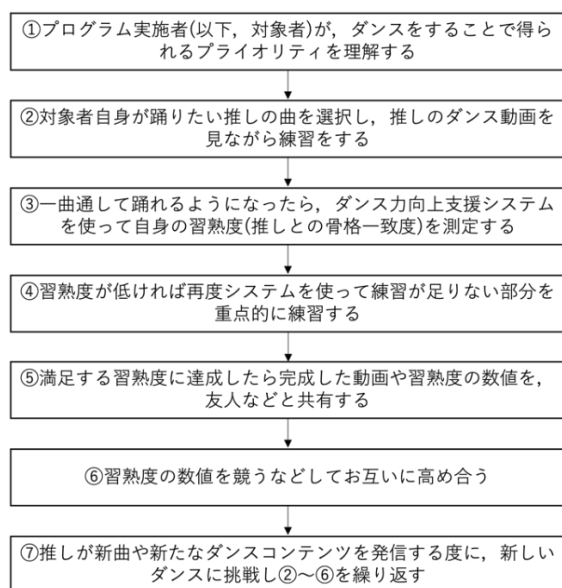 ①プログラム実施者(以下，対象者)が，ダンスをすることで得ら
れるプライオリティを理解する
②対象者自身が踊りたい推しの曲を選択し，推しのダンス動画を
見ながら練習をする
③一曲通して踊れるようになったら，ダンス力向上支援システム
を使って自身の習熟度(推しとの骨格一致度)を測定する
④習熟度が低ければ再度システムを使って練習が足りない部分を
重点的に練習する
⑤満足する習熟度に達成したら完成した動画や習熟度の数値を，
友人などと共有する
⑥習熟度の数値を競うなどしてお互いに高め合う
⑦推しが新曲や新たなダンスコンテンツを発信する度に，新しい
ダンスに挑戦し②〜⑥を繰り返す